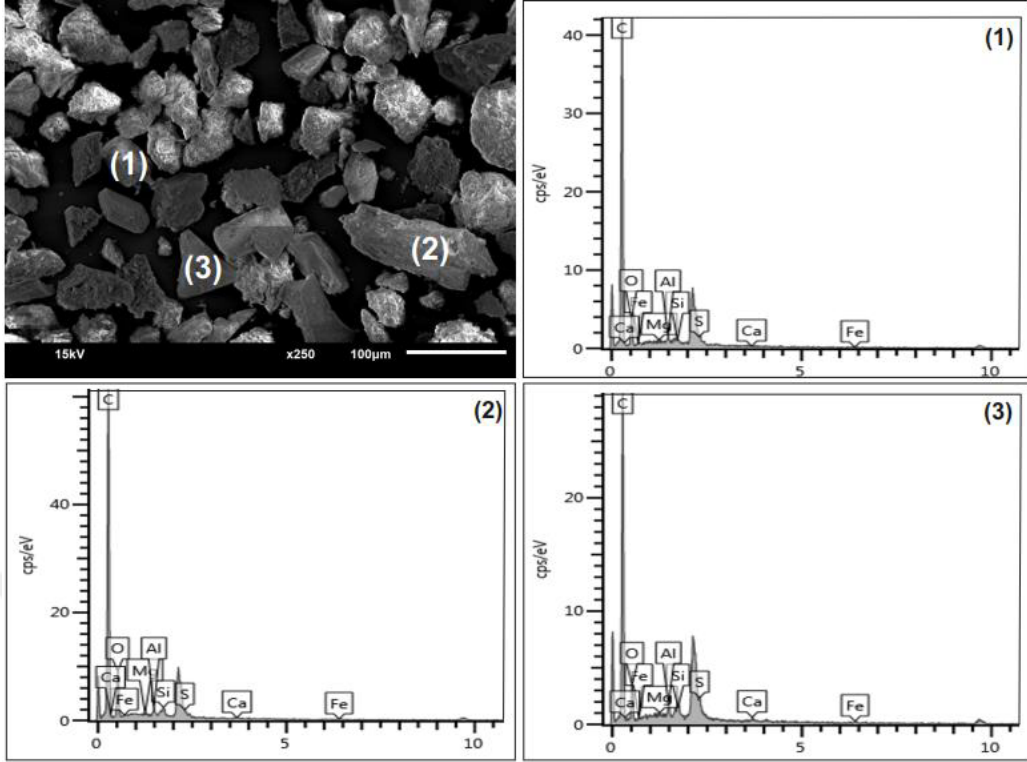 (1)
(2)
(3)
15kV x250 100μm
(1)
C
40
30
20
10
0
cps/eV
O Al
Fe Si
Ca Mg S Ca Fe
0 5 10
(2)
C
40
20
0
cps/eV
O Al
Ca Mg
Fe Si S Ca Fe
0 5 10
(3)
C
20
10
0
cps/eV
O Al
Fe Si
Ca Mg S Ca Fe
0 5 10